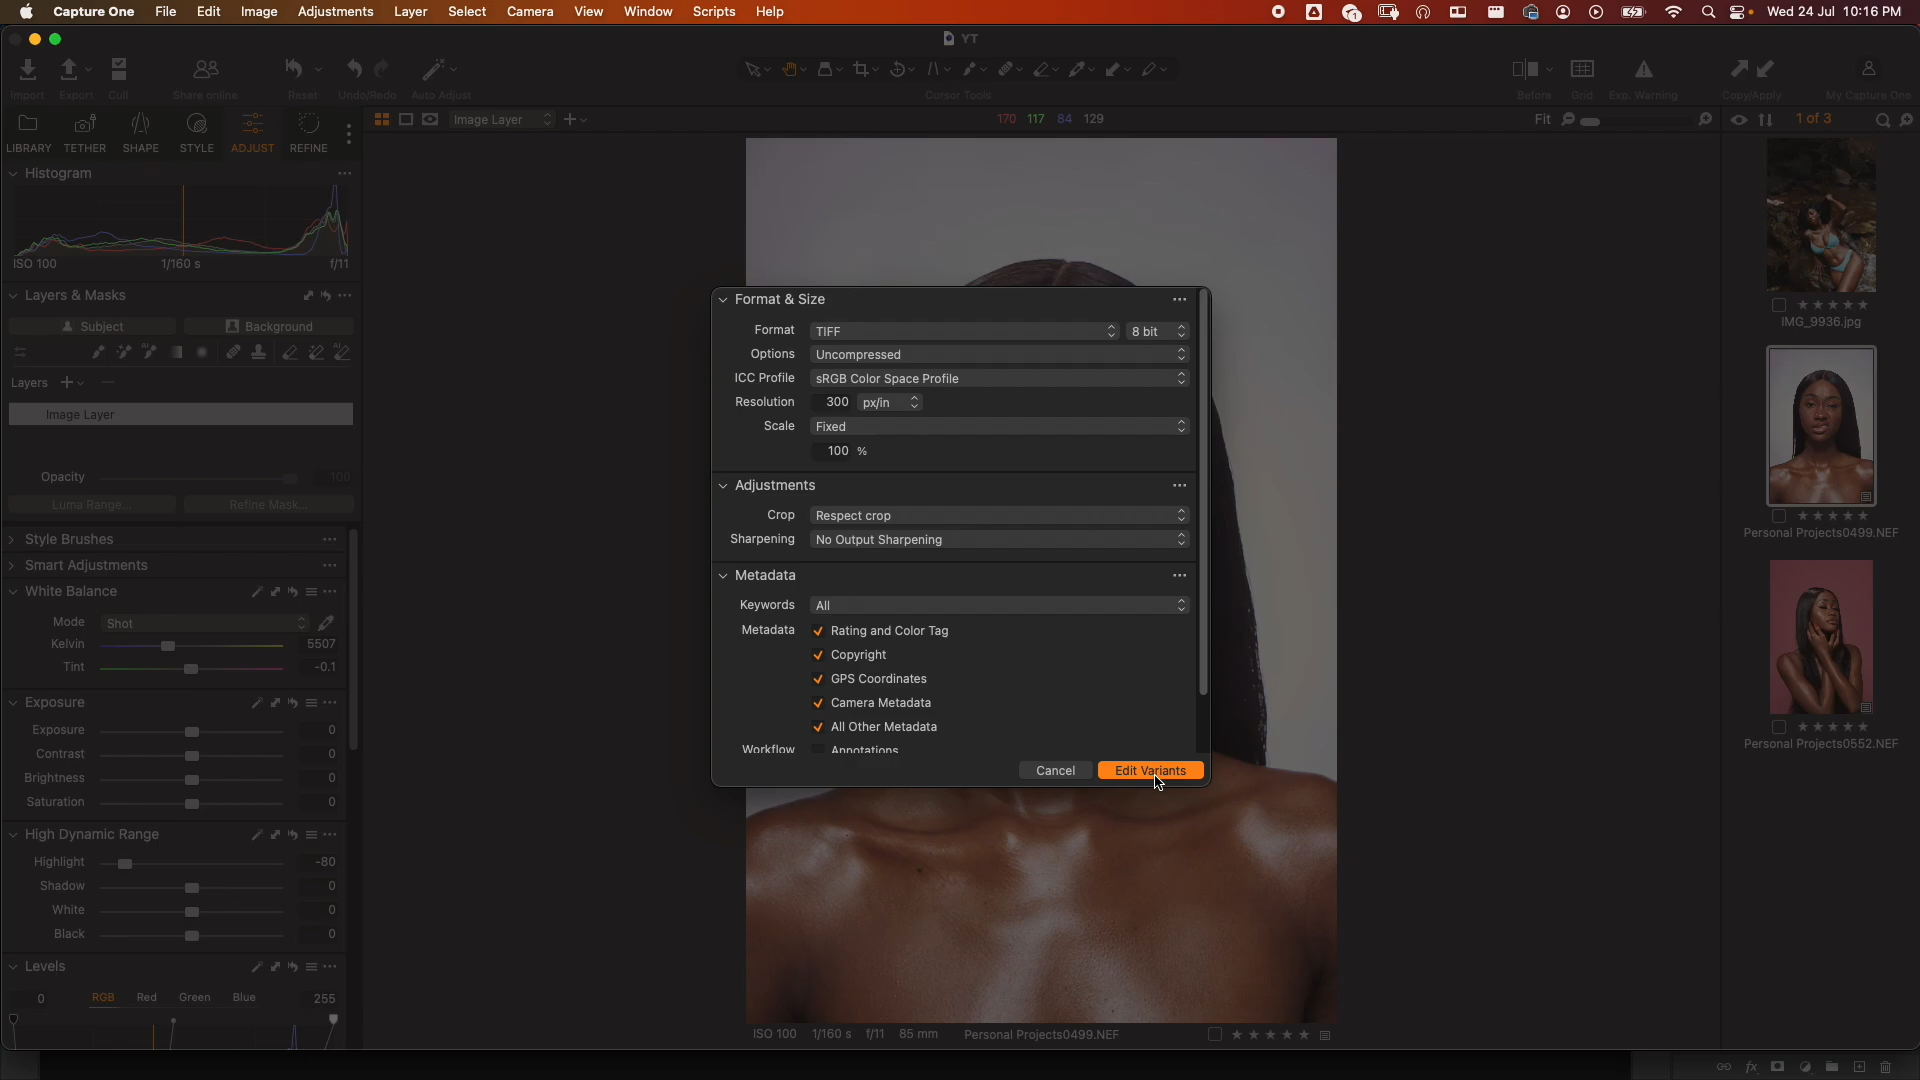 Capture One File Edit Image Adjustments Layer Select Camera View Window Scripts Help Wed 24 Jul 10:16 PM
YT
Import Export Cull Share online Reset Undo/Redo Auto Adjust Cursor Tools Before Grid Exp. Warning Copy/Apply My Capture One
LIBRARY TETHER SHAPE STYLE ADJUST REFINE
Image Layer 170 117 84 129 Fit 1 of 3
Histogram
ISO 100 1/160 s f/11
Layers & Masks
Subject Background
Layers
Image Layer
Opacity 100
Luma Range... Refine Mask...
Style Brushes
Smart Adjustments
White Balance
Mode Shot
Kelvin 5507
Tint -0.1
Exposure
Exposure 0
Contrast 0
Brightness 0
Saturation 0
High Dynamic Range
Highlight -80
Shadow 0
White 0
Black 0
Levels
0 RGB Red Green Blue 255
Format & Size
Format TIFF 8 bit
Options Uncompressed
ICC Profile sRGB Color Space Profile
Resolution 300 px/in
Scale Fixed
100 %
Adjustments
Crop Respect crop
Sharpening No Output Sharpening
Metadata
Keywords All
Metadata Rating and Color Tag
Copyright
GPS Coordinates
Camera Metadata
All Other Metadata
Workflow Annotations
Cancel Edit Variants
ISO 100 1/160 s f/11 85 mm Personal Projects0499.NEF
IMG_9936.jpg
Personal Projects0499.NEF
Personal Projects0552.NEF
fx